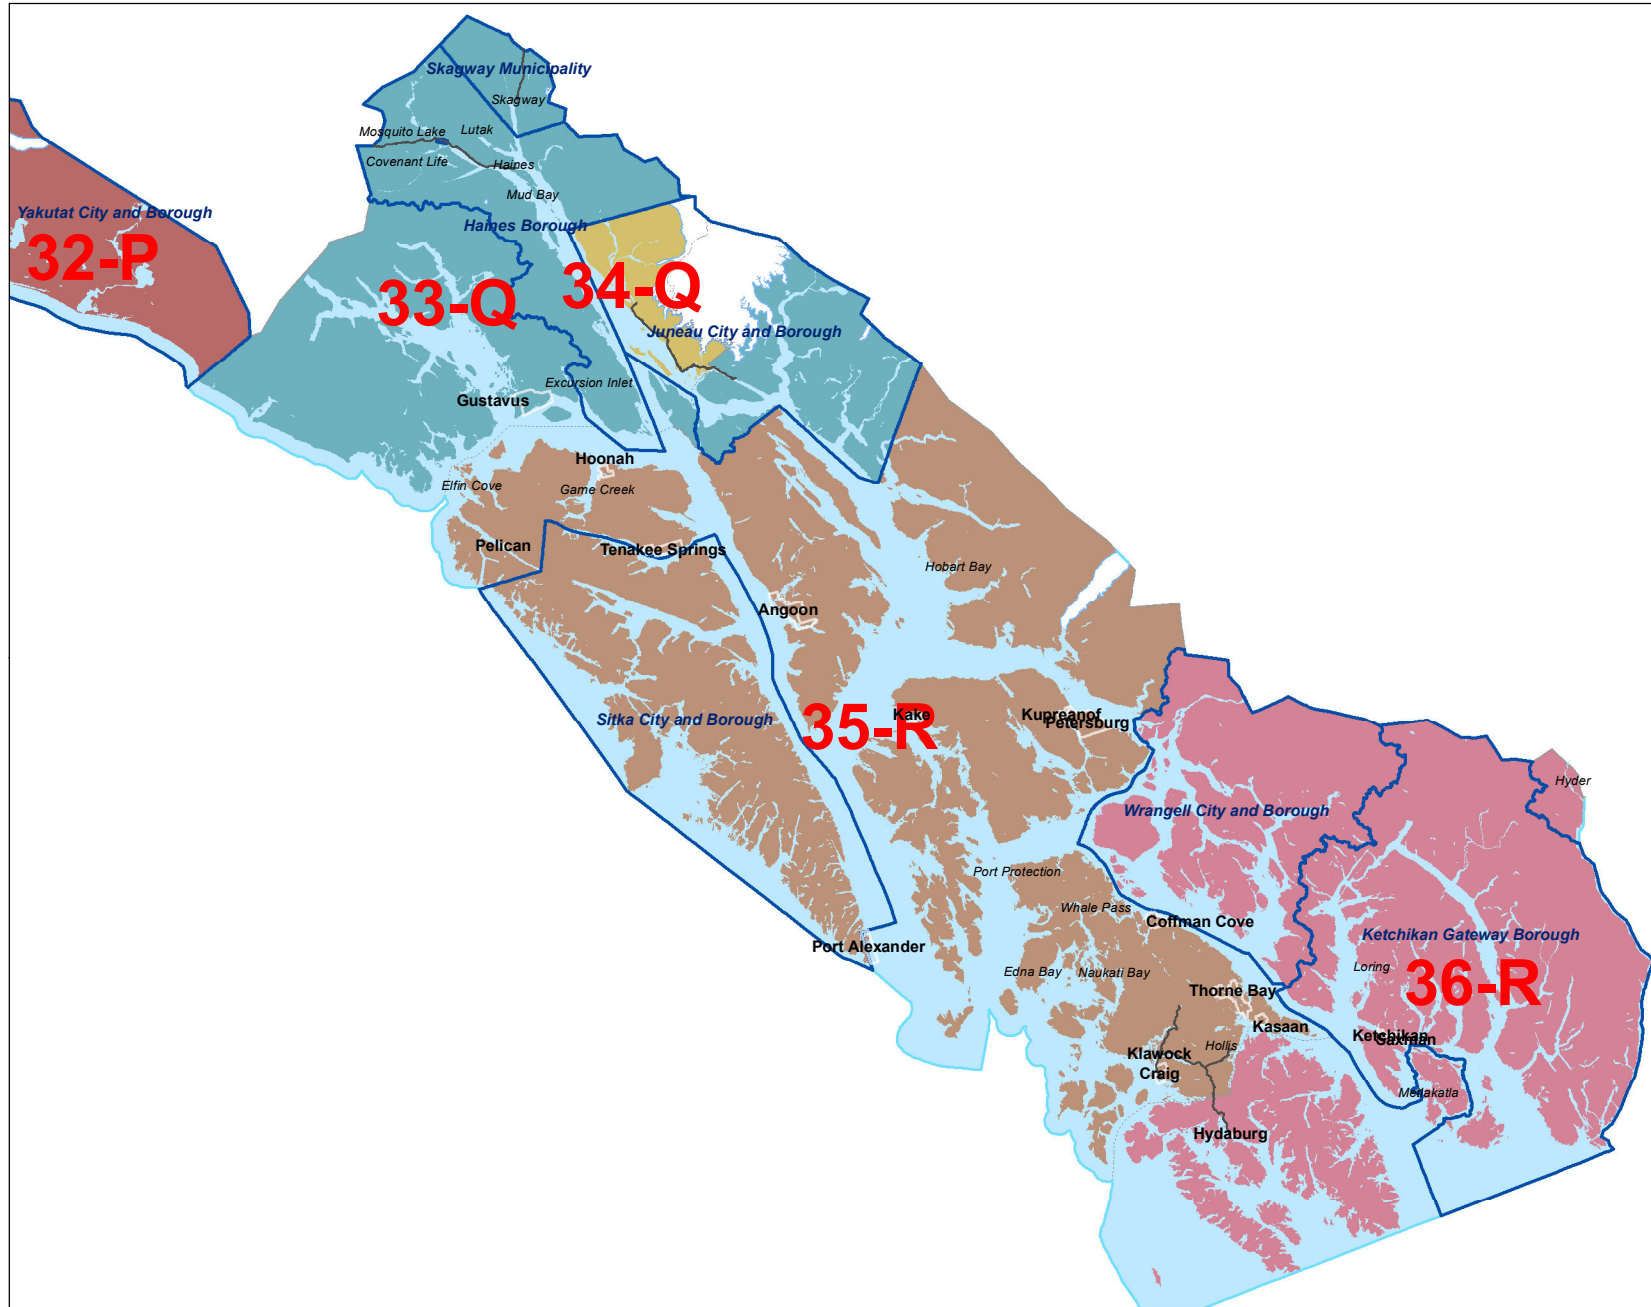 Skagway Municipality
Skagway
Mosquito Lake
Lutak
Covenant Life
Haines
Mud Bay
Yakutat City and Borough
Haines Borough
32-P
33-Q
34-Q
Juneau City and Borough
Excursion Inlet
Gustavus
Hoonah
Elfin Cove
Game Creek
Pelican
Tenakee Springs
Hobart Bay
Angoon
Sitka City and Borough
35-R
Kake
Kupreanof
Petersburg
Hyder
Wrangell City and Borough
Port Protection
Whale Pass
Coffman Cove
Port Alexander
Ketchikan Gateway Borough
Edna Bay
Naukati Bay
Loring
36-R
Thorne Bay
Kasaan
Ketchikan
Saxman
Klawock
Hollis
Craig
Metlakatla
Hydaburg